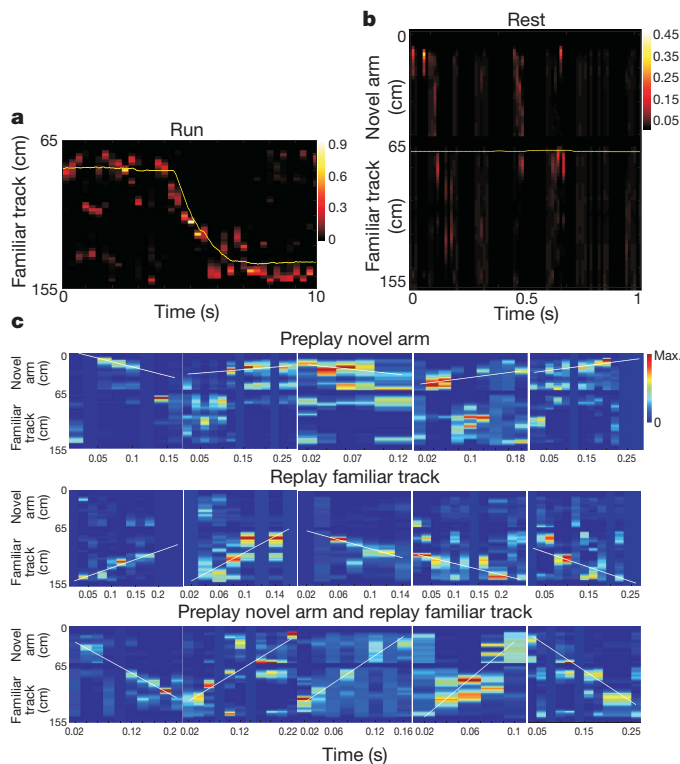 a
Run
Familiar track (cm)
65
155
0
10
Time (s)
0.9
0.6
0.3
0
b
Rest
Novel arm (cm)
Familiar track (cm)
0
65
155
0
0.5
1
Time (s)
0.45
0.35
0.25
0.15
0.05
c
Preplay novel arm
Novel arm (cm)
Familiar track (cm)
0
65
155
0.05 0.15
0.05 0.15 0.25
0.02 0.07 0.12
0.02 0.1 0.18
0.05 0.15 0.25
Max.
0
Replay familiar track
Novel arm (cm)
Familiar track (cm)
0
65
155
0.05 0.1 0.15 0.2
0.02 0.06 0.1 0.14
0.02 0.06 0.1 0.14
0.05 0.1 0.15 0.2
0.05 0.15 0.25
Preplay novel arm and replay familiar track
Novel arm (cm)
Familiar track (cm)
0
65
155
0.02 0.12 0.2
0.02 0.12 0.22
0.02 0.06 0.12 0.16
0.02 0.06 0.1
0.05 0.15 0.25
Time (s)